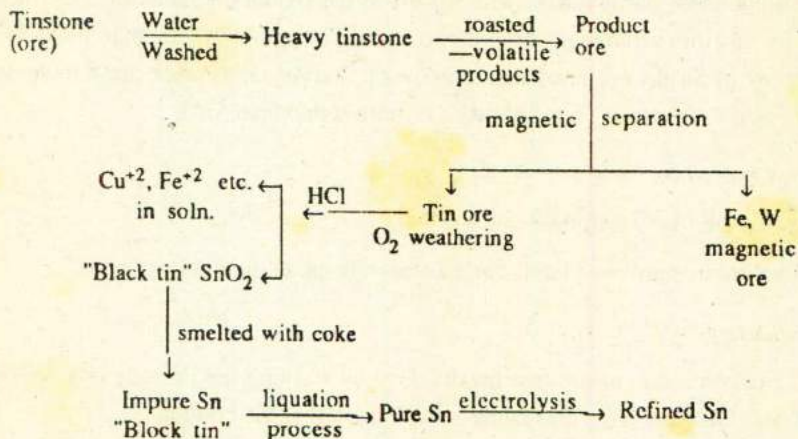 Tinstone
(ore)
Water
Washed
Heavy tinstone
roasted
—volatile
products
Product
ore
magnetic separation
Cu⁺², Fe⁺² etc.
in soln.
HCl
Tin ore
O₂ weathering
Fe, W
magnetic
ore
"Black tin" SnO₂
smelted with coke
Impure Sn
"Block tin"
liquation
process
Pure Sn
electrolysis
Refined Sn